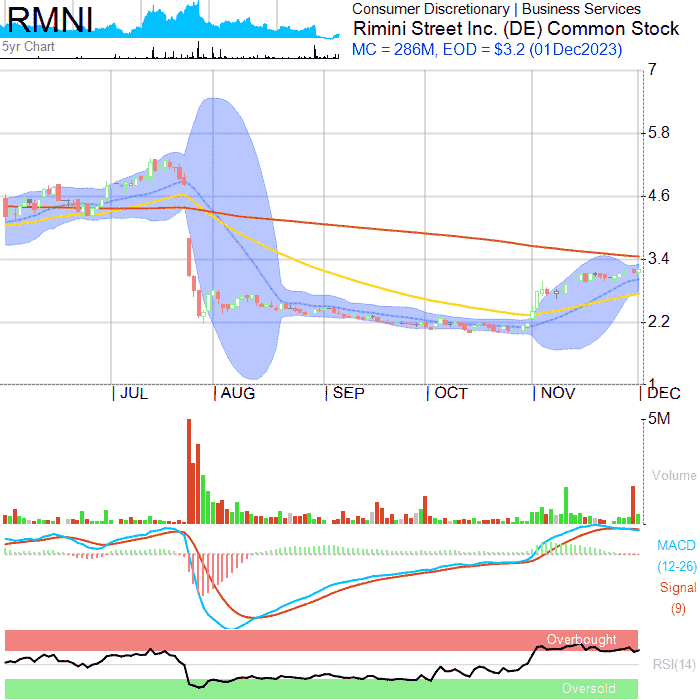 RMNI
Consumer Discretionary | Business Services
Rimini Street Inc. (DE) Common Stock
5yr Chart
MC = 286M, EOD = $3.2 (01Dec2023)
7
5.8
4.6
3.4
2.2
1
| JUL | AUG | SEP | OCT | NOV | DEC
5M
Volume
MACD
(12-26)
Signal
(9)
Overbought
RSI(14)
Oversold